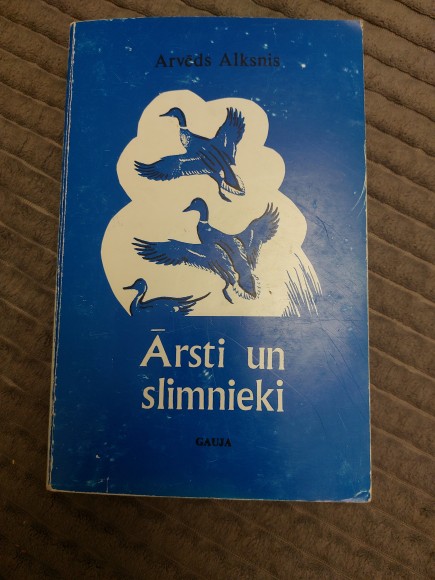 Arvēds Alksnis
Ārsti un
slimnieki
GAUJA